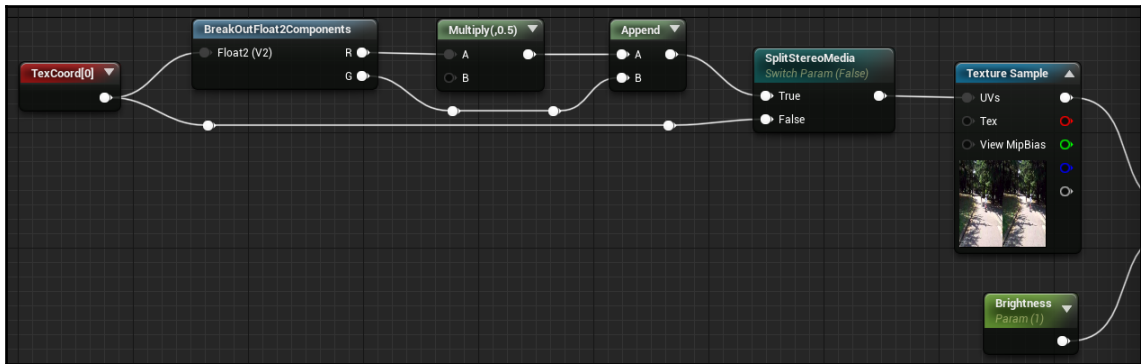 TexCoord[0]
BreakOutFloat2Components
Float2 (V2)
R
G
Multiply(,0.5)
A
B
Append
A
B
SplitStereoMedia
Switch Param (False)
True
False
Texture Sample
UVs
Tex
View MipBias
Brightness
Param (1)